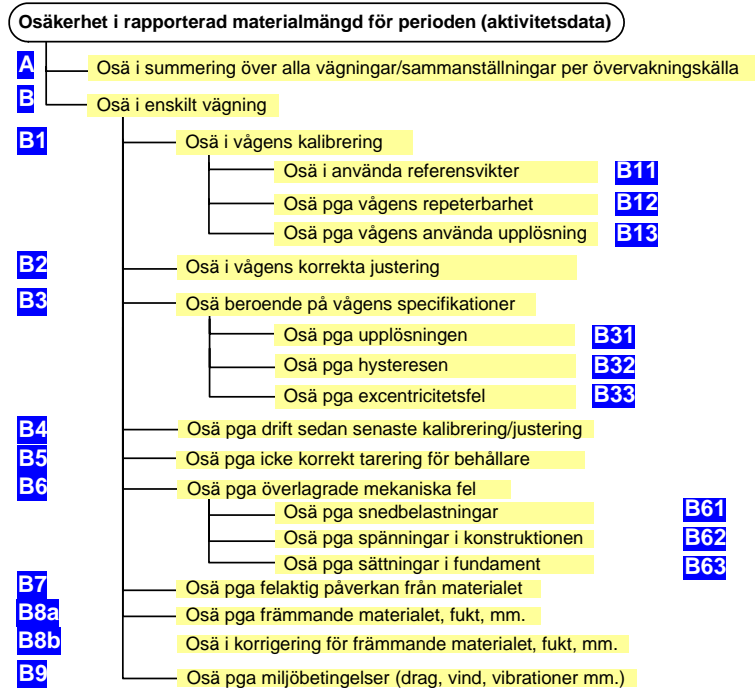 Osäkerhet i rapporterad materialmängd för perioden (aktivitetsdata)
A Osä i summering över alla vägningar/sammanställningar per övervakningskälla
B Osä i enskilt vägning
B1 Osä i vågens kalibrering
Osä i använda referensvikter B11
Osä pga vågens repeterbarhet B12
Osä pga vågens använda upplösning B13
B2 Osä i vågens korrekta justering
B3 Osä beroende på vågens specifikationer
Osä pga upplösningen B31
Osä pga hysteresen B32
Osä pga excentricitetsfel B33
B4 Osä pga drift sedan senaste kalibrering/justering
B5 Osä pga icke korrekt tarering för behållare
B6 Osä pga överlagrade mekaniska fel
Osä pga snedbelastningar B61
Osä pga spänningar i konstruktionen B62
Osä pga sättningar i fundament B63
B7 Osä pga felaktig påverkan från materialet
B8a Osä pga främmande materialet, fukt, mm.
B8b Osä i korrigering för främmande materialet, fukt, mm.
B9 Osä pga miljöbetingelser (drag, vind, vibrationer mm.)